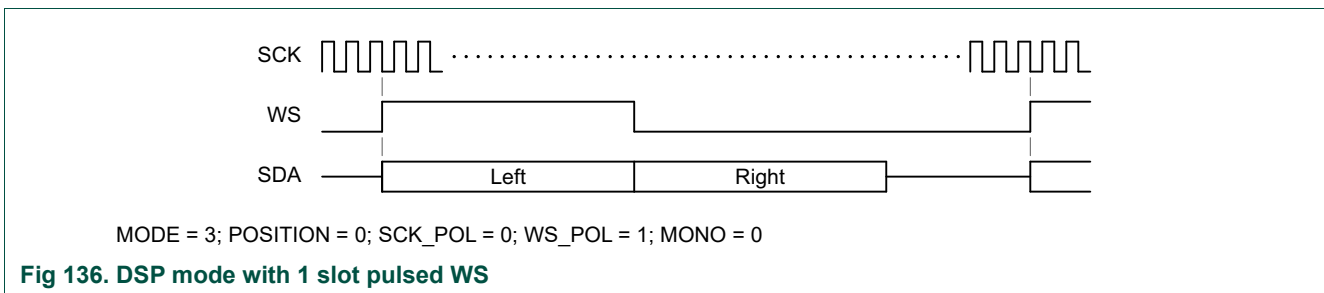 SCK
WS
SDA Left Right
MODE = 3; POSITION = 0; SCK_POL = 0; WS_POL = 1; MONO = 0
Fig 136. DSP mode with 1 slot pulsed WS